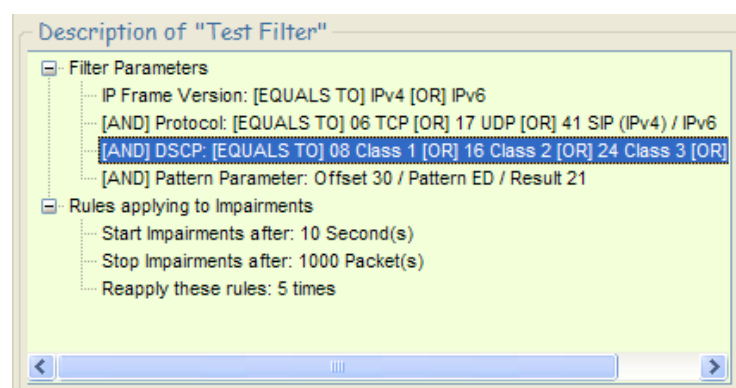 Description of "Test Filter"
Filter Parameters
IP Frame Version: [EQUALS TO] IPv4 [OR] IPv6
[AND] Protocol: [EQUALS TO] 06 TCP [OR] 17 UDP [OR] 41 SIP (IPv4) / IPv6
[AND] DSCP: [EQUALS TO] 08 Class 1 [OR] 16 Class 2 [OR] 24 Class 3 [OR]
[AND] Pattern Parameter: Offset 30 / Pattern ED / Result 21
Rules applying to Impairments
Start Impairments after: 10 Second(s)
Stop Impairments after: 1000 Packet(s)
Reapply these rules: 5 times